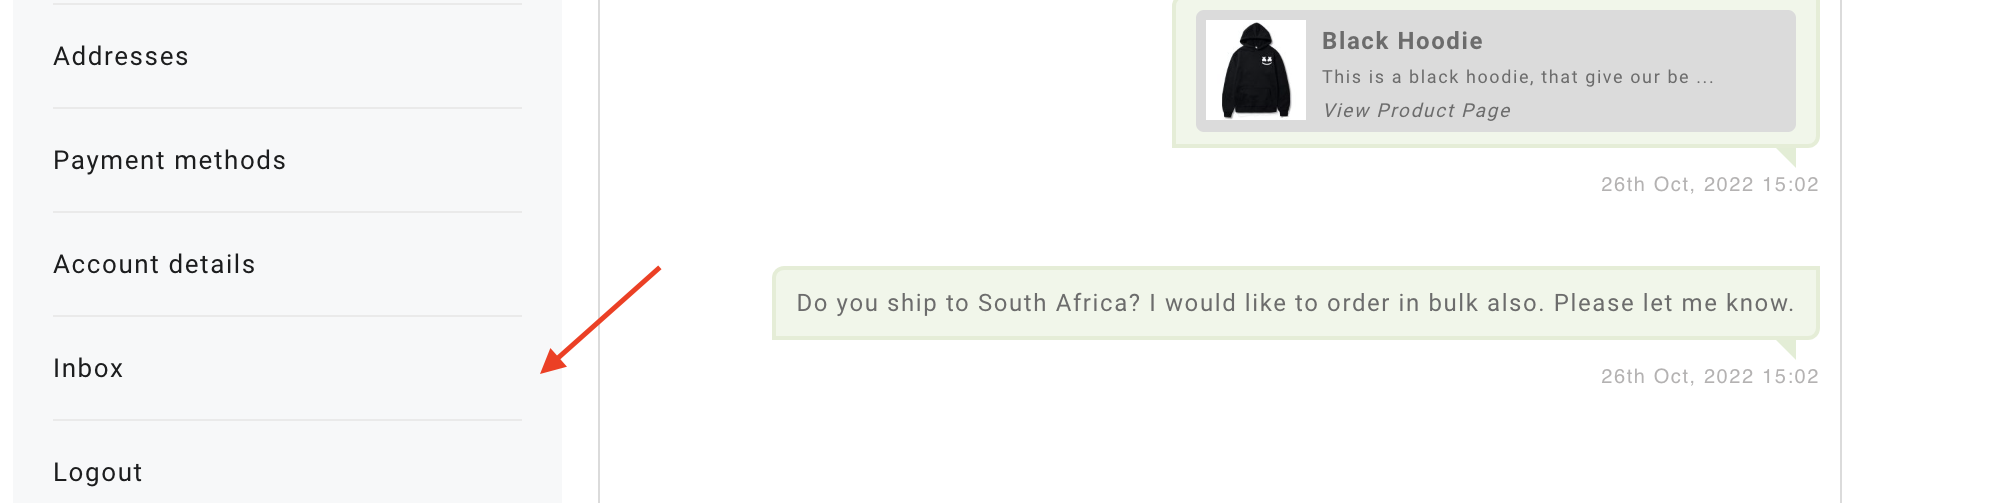 Addresses
Payment methods
Account details
Inbox
Logout
Black Hoodie
This is a black hoodie, that give our be ...
View Product Page
26th Oct, 2022 15:02
Do you ship to South Africa? I would like to order in bulk also. Please let me know.
26th Oct, 2022 15:02